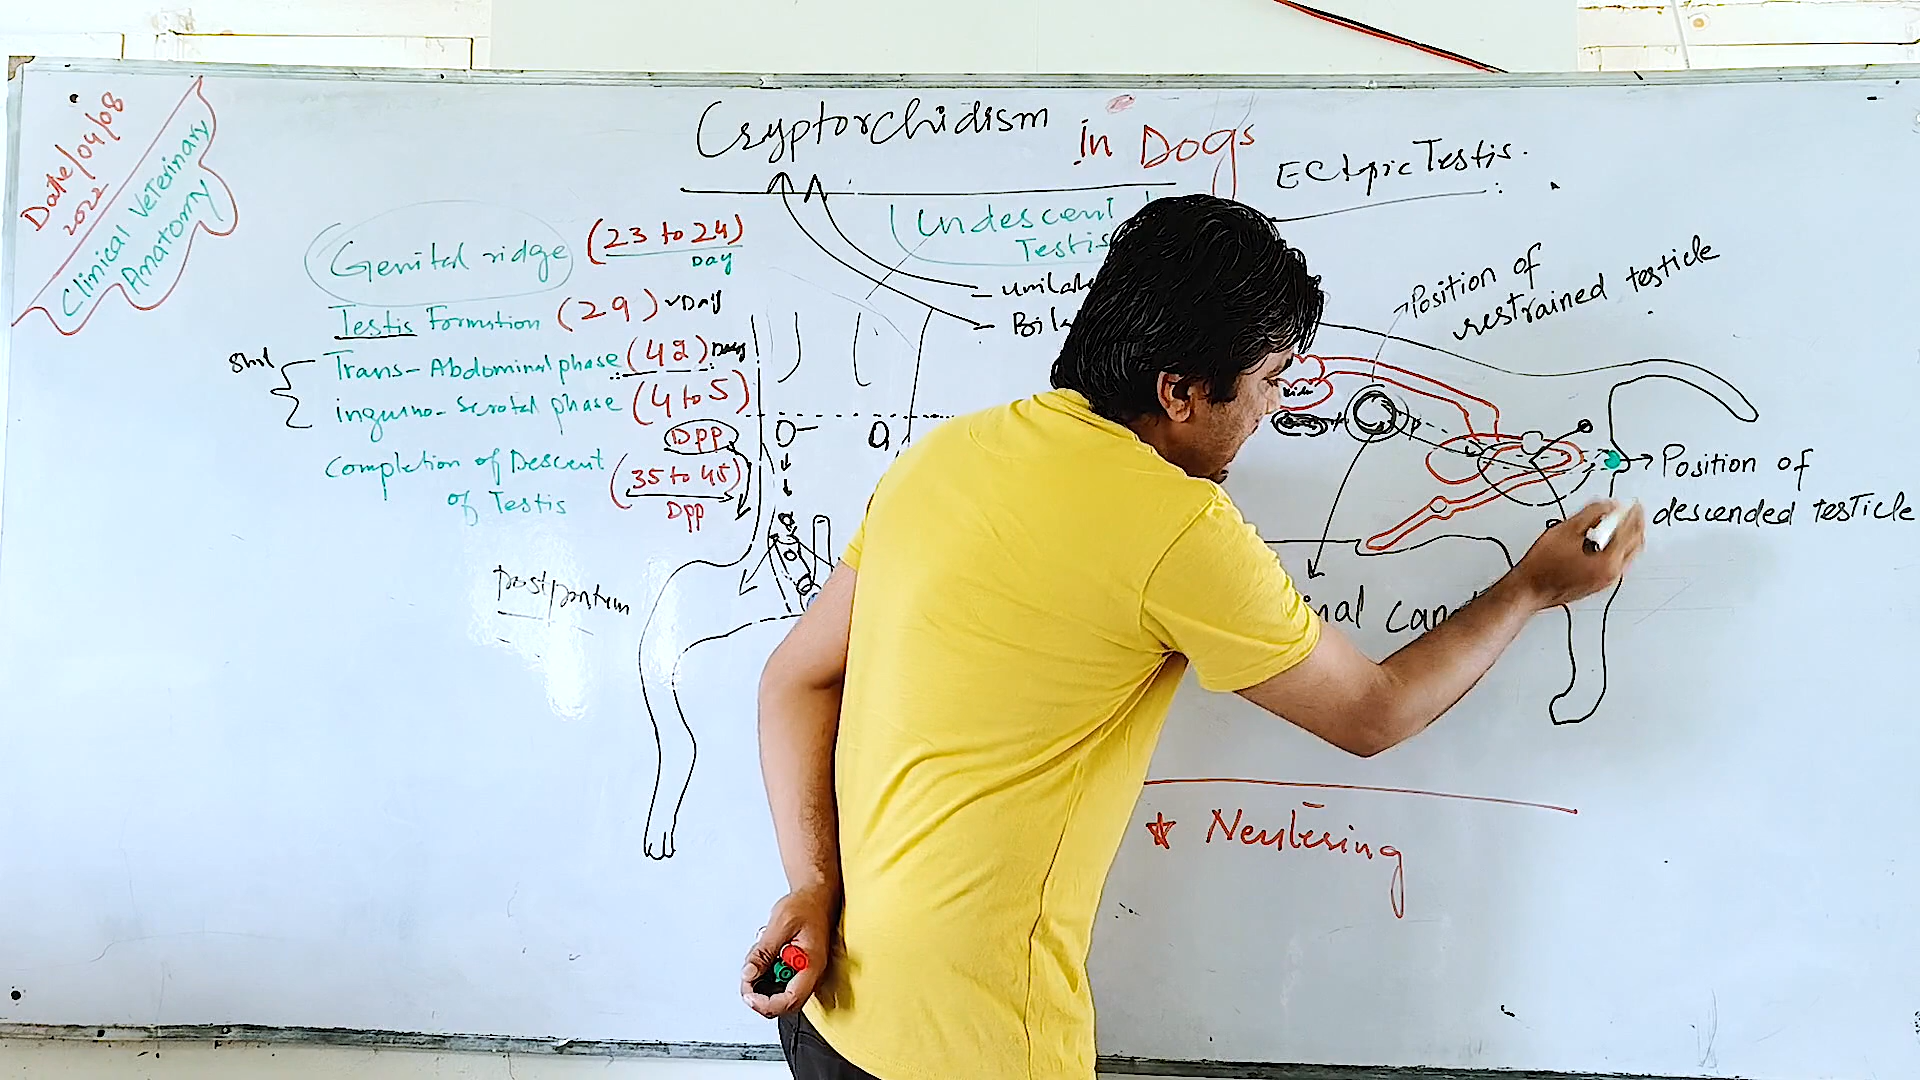 Date/04/08
2022
Clinical Veterinary
Anatomy
Cryptorchidism in Dogs
Ectopic Testis.
Undescent
Testis
Genital ridge (23 to 24)
Day
Testis Formation (29) Day
Trans-Abdominal phase (42) Days
inguino-Scrotal phase (4 to 5)
Dpp
Completion of Descent (35 to 45)
of Testis Dpp
postpartum
Position of
restrained testicle
Position of
descended testicle
★ Neutering